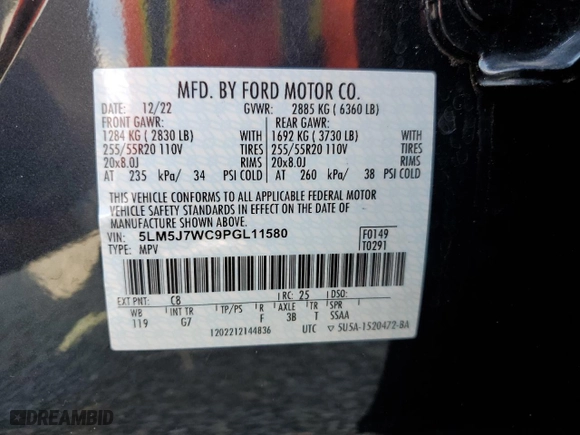 MFD. BY FORD MOTOR CO.
DATE: 12/22 GVWR: 2885 KG ( 6360 LB)
FRONT GAWR: REAR GAWR:
1284 KG ( 2830 LB) WITH 1692 KG ( 3730 LB) WITH
255/55R20 110V TIRES 255/55R20 110V TIRES
20x8.0J RIMS 20x8.0J RIMS
AT 235 kPa/ 34 PSI COLD AT 260 kPa/ 38 PSI COLD
THIS VEHICLE CONFORMS TO ALL APPLICABLE FEDERAL MOTOR
VEHICLE SAFETY STANDARDS IN EFFECT ON THE DATE OF
MANUFACTURE SHOWN ABOVE.
VIN: 5LM5J7WC9PGL11580 F0149
TYPE: MPV T0291
EXT PNT: C8 RC: 25 DSO:
WB INT TR TP/PS R AXLE TR SPR
119 G7 F 3B T SSAA
1202212144836 UTC ▽ 5U5A-1520472-BA
DREAMBID